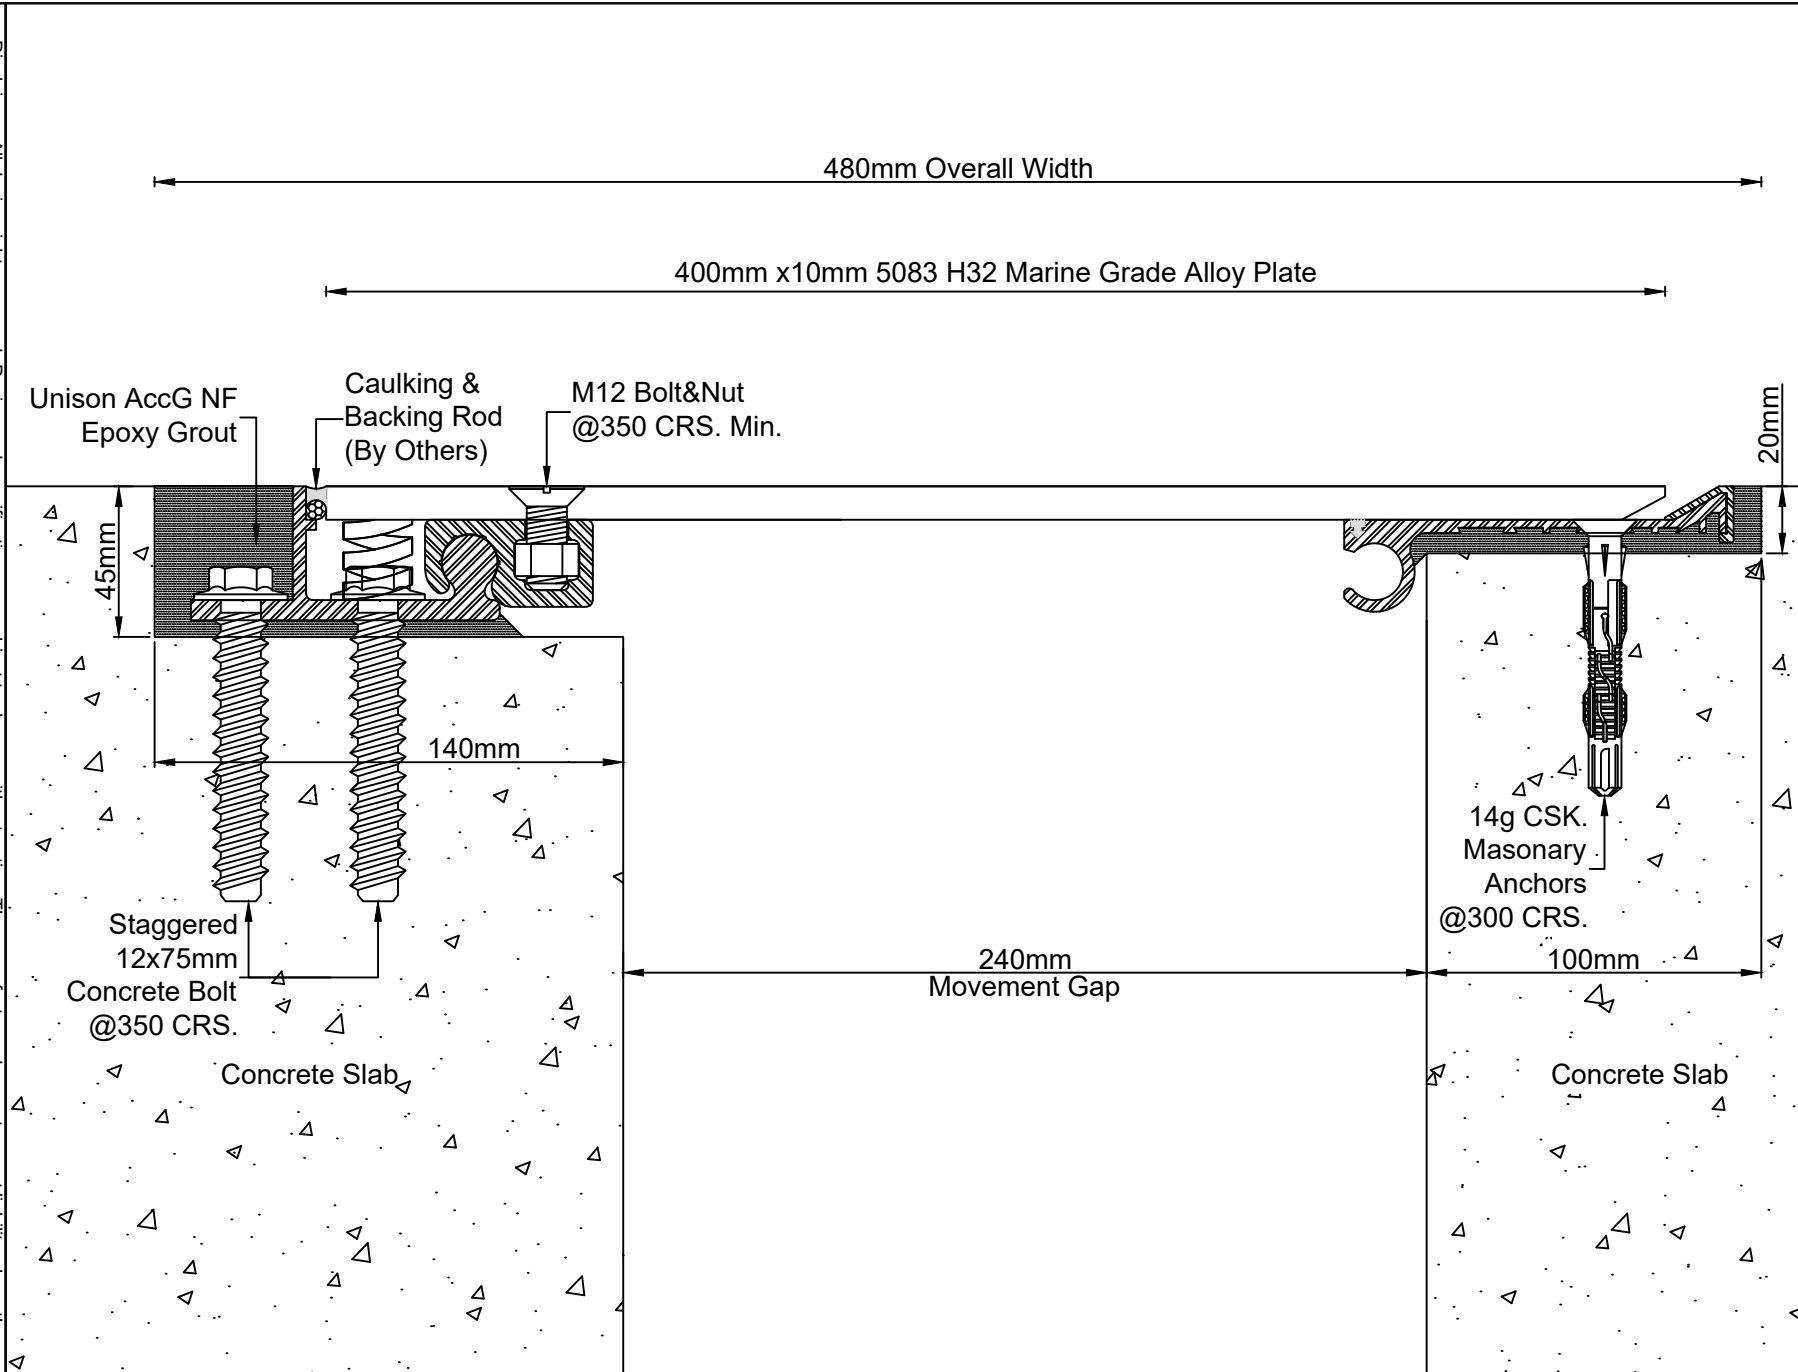 480mm Overall Width
400mm x10mm 5083 H32 Marine Grade Alloy Plate
Unison AccG NF
Epoxy Grout
Caulking &
Backing Rod
(By Others)
M12 Bolt&Nut
@350 CRS. Min.
20mm
45mm
140mm
14g CSK.
Masonary
Anchors
@300 CRS.
Staggered
12x75mm
Concrete Bolt
@350 CRS.
240mm
Movement Gap
100mm
Concrete Slab
Concrete Slab